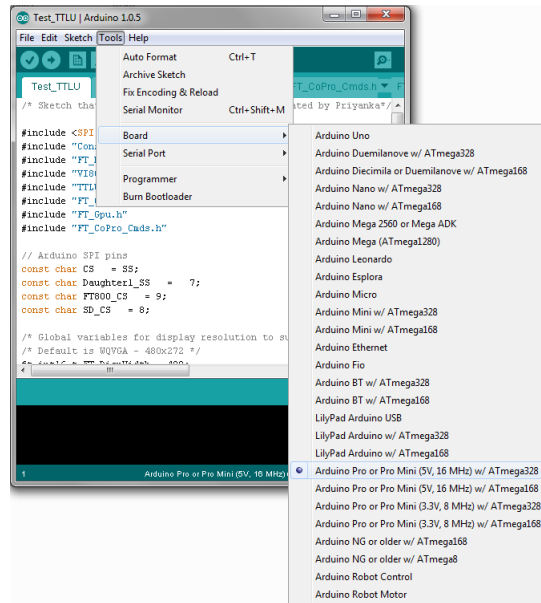 Test_TTLU | Arduino 1.0.5
File Edit Sketch Tools Help
Auto Format Ctrl+T
Archive Sketch
Fix Encoding & Reload
Serial Monitor Ctrl+Shift+M
Board
Serial Port
Programmer
Burn Bootloader
Test_TTLU FT_CoPro_Cmds.h
/* Sketch tha ated by Priyanka*/
#include <SPI
#include "Con
#include "FT_
#include "VI80
#include "TTL
#include "FT_
#include "FT_Gpu.h"
#include "FT_CoPro_Cmds.h"
// Arduino SPI pins
const char CS = SS;
const char Daughter1_SS = 7;
const char FT800_CS = 9;
const char SD_CS = 8;
/* Global variables for display resolution to su
/* Default is WQVGA - 480x272 */
1 Arduino Pro or Pro Mini (5V, 16 MHz)
Arduino Uno
Arduino Duemilanove w/ ATmega328
Arduino Diecimila or Duemilanove w/ ATmega168
Arduino Nano w/ ATmega328
Arduino Nano w/ ATmega168
Arduino Mega 2560 or Mega ADK
Arduino Mega (ATmega1280)
Arduino Leonardo
Arduino Esplora
Arduino Micro
Arduino Mini w/ ATmega328
Arduino Mini w/ ATmega168
Arduino Ethernet
Arduino Fio
Arduino BT w/ ATmega328
Arduino BT w/ ATmega168
LilyPad Arduino USB
LilyPad Arduino w/ ATmega328
LilyPad Arduino w/ ATmega168
Arduino Pro or Pro Mini (5V, 16 MHz) w/ ATmega328
Arduino Pro or Pro Mini (5V, 16 MHz) w/ ATmega168
Arduino Pro or Pro Mini (3.3V, 8 MHz) w/ ATmega328
Arduino Pro or Pro Mini (3.3V, 8 MHz) w/ ATmega168
Arduino NG or older w/ ATmega168
Arduino NG or older w/ ATmega8
Arduino Robot Control
Arduino Robot Motor